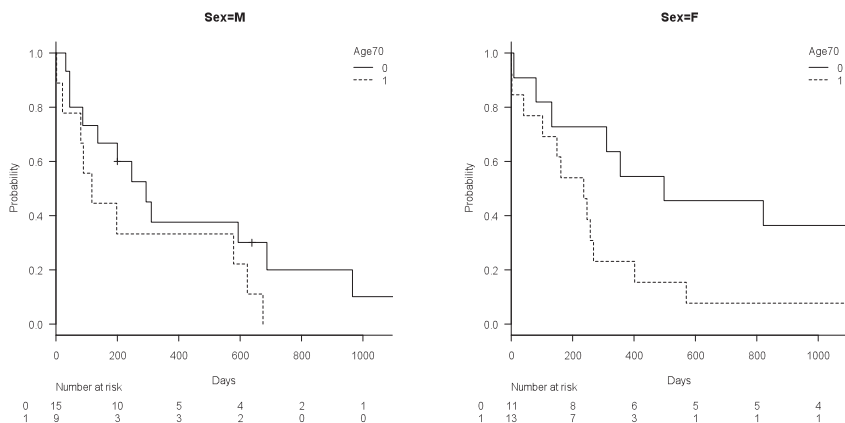 Sex=M
Age70
0
1
1.0
0.8
0.6
0.4
0.2
0.0
Probability
0 200 400 600 800 1000
Days
Number at risk
0 15 10 5 4 2 1
1 9 3 3 2 0 0
Sex=F
Age70
0
1
1.0
0.8
0.6
0.4
0.2
0.0
Probability
0 200 400 600 800 1000
Days
Number at risk
0 11 8 6 5 5 4
1 13 7 3 1 1 1